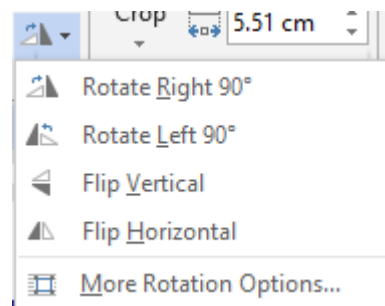 Crop
5.51 cm
Rotate Right 90°
Rotate Left 90°
Flip Vertical
Flip Horizontal
More Rotation Options...